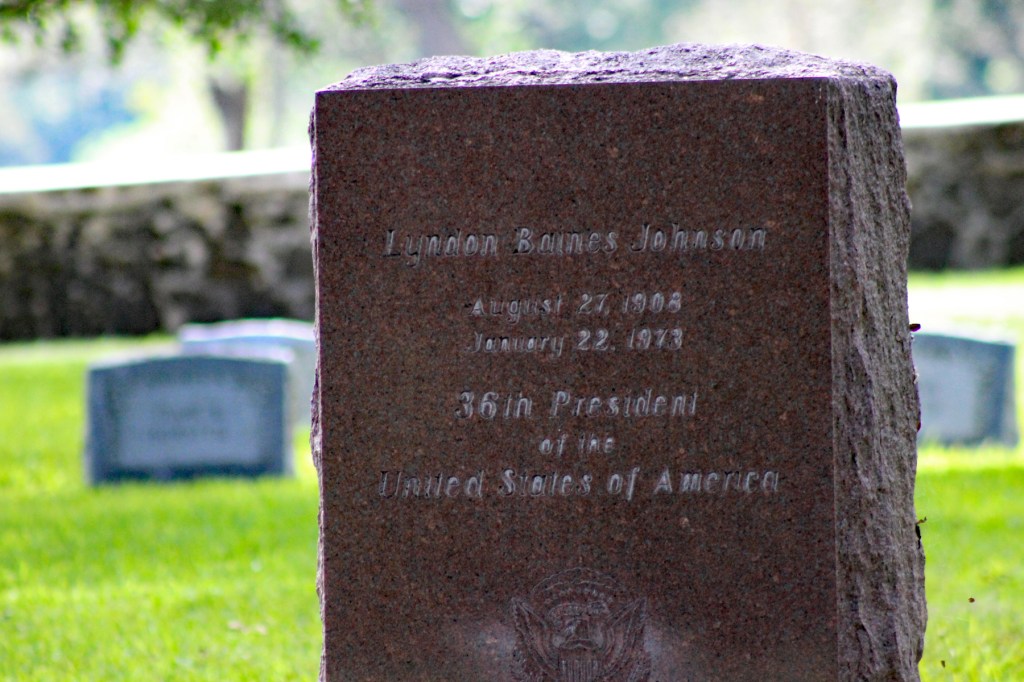 Lyndon Baines Johnson
August 27, 1908
January 22, 1973
36th President
of the
United States of America